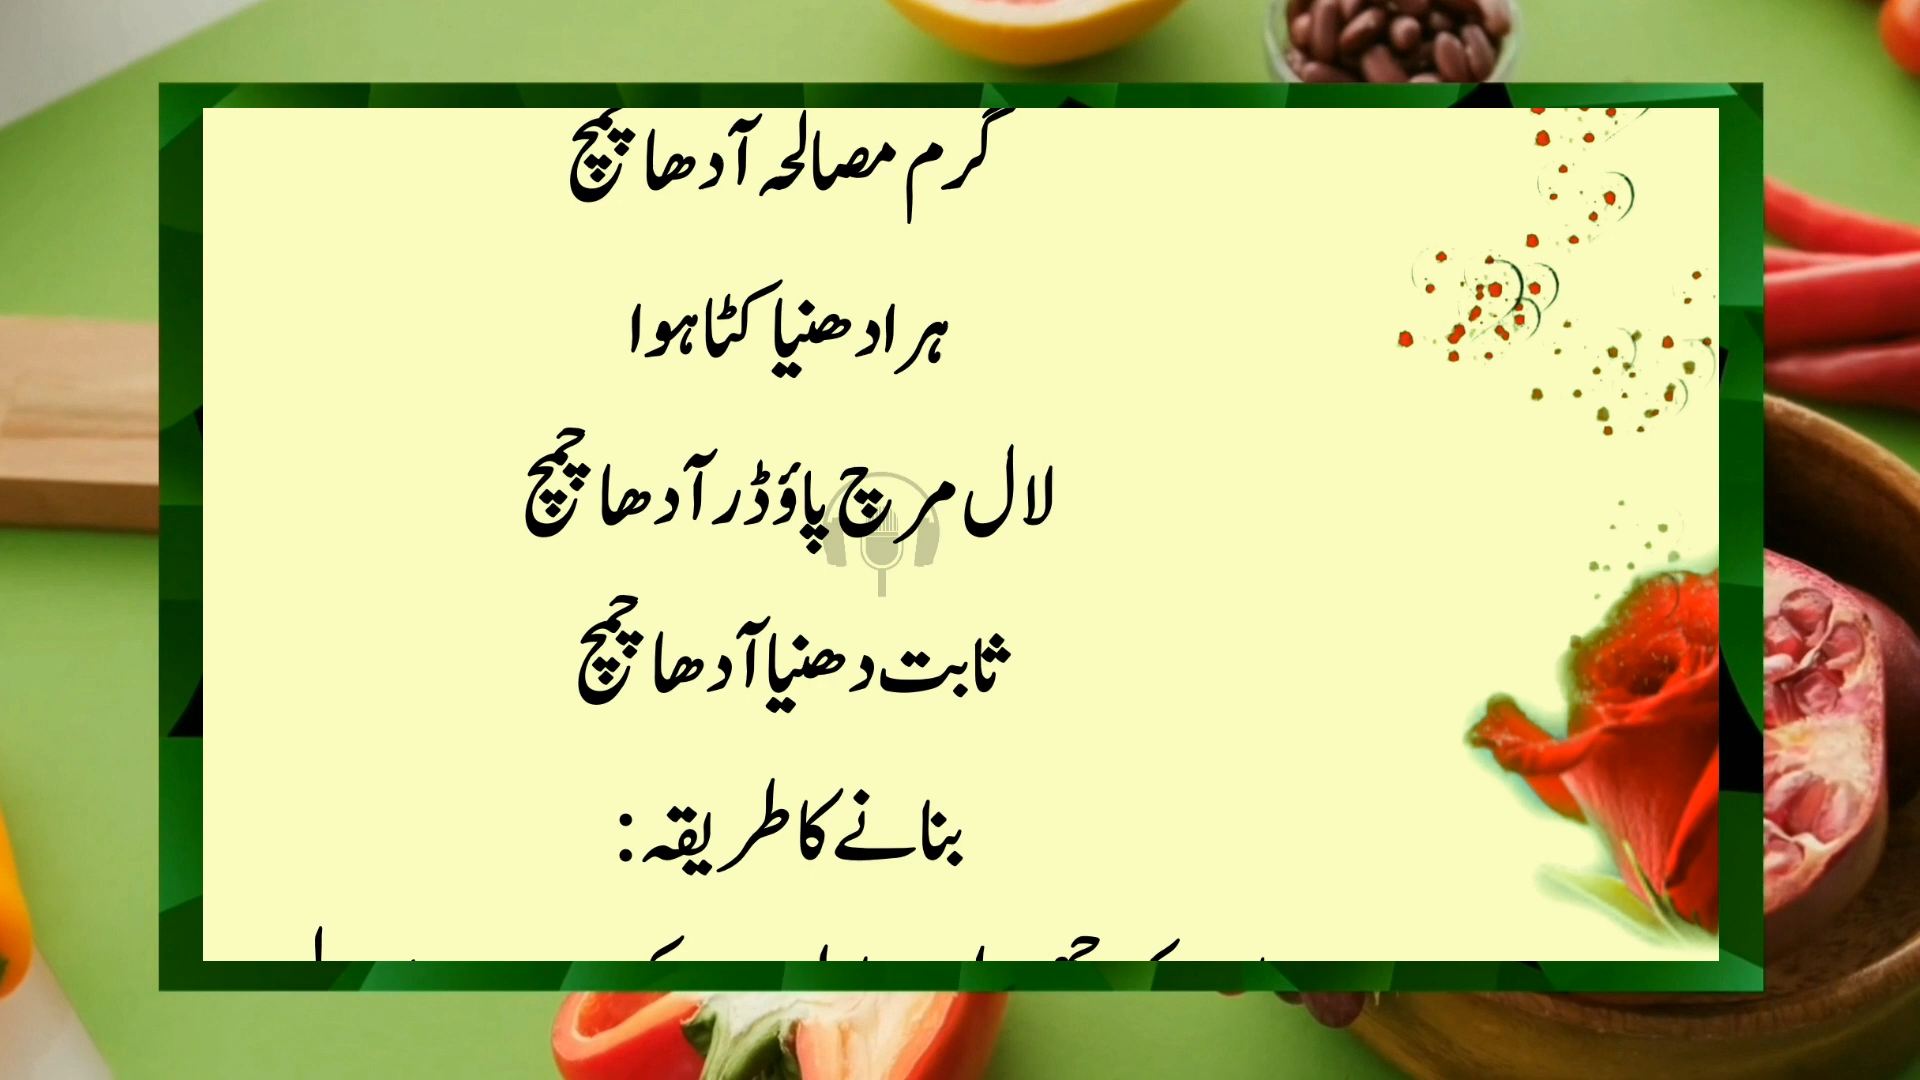 گرم مصالحہ آدھا چمچ
ہرا دھنیا کٹا ہوا
لال مرچ پاؤڈر آدھا چمچ
ثابت دھنیا آدھا چمچ
بنانے کا طریقہ: